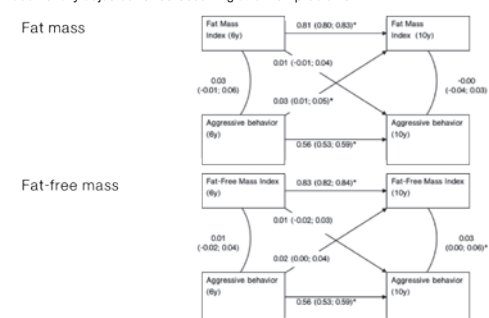 Fat mass
Fat Mass
Index (6y)
0.81 (0.80; 0.83)*
Fat Mass
Index (10y)
0.01 (-0.01; 0.04)
0.03
(-0.01; 0.06)
-0.00
(-0.04; 0.03)
0.03 (0.01; 0.05)*
Aggressive behavior
(6y)
0.56 (0.53; 0.59)*
Aggressive behavior
(10y)
Fat-free mass
Fat-Free Mass Index
(6y)
0.83 (0.82; 0.84)*
Fat-Free Mass Index
(10y)
0.01 (-0.02; 0.03)
0.01
(-0.02; 0.04)
0.03
(0.00; 0.06)*
0.02 (0.00; 0.04)
Aggressive behavior
(6y)
0.56 (0.53; 0.59)*
Aggressive behavior
(10y)